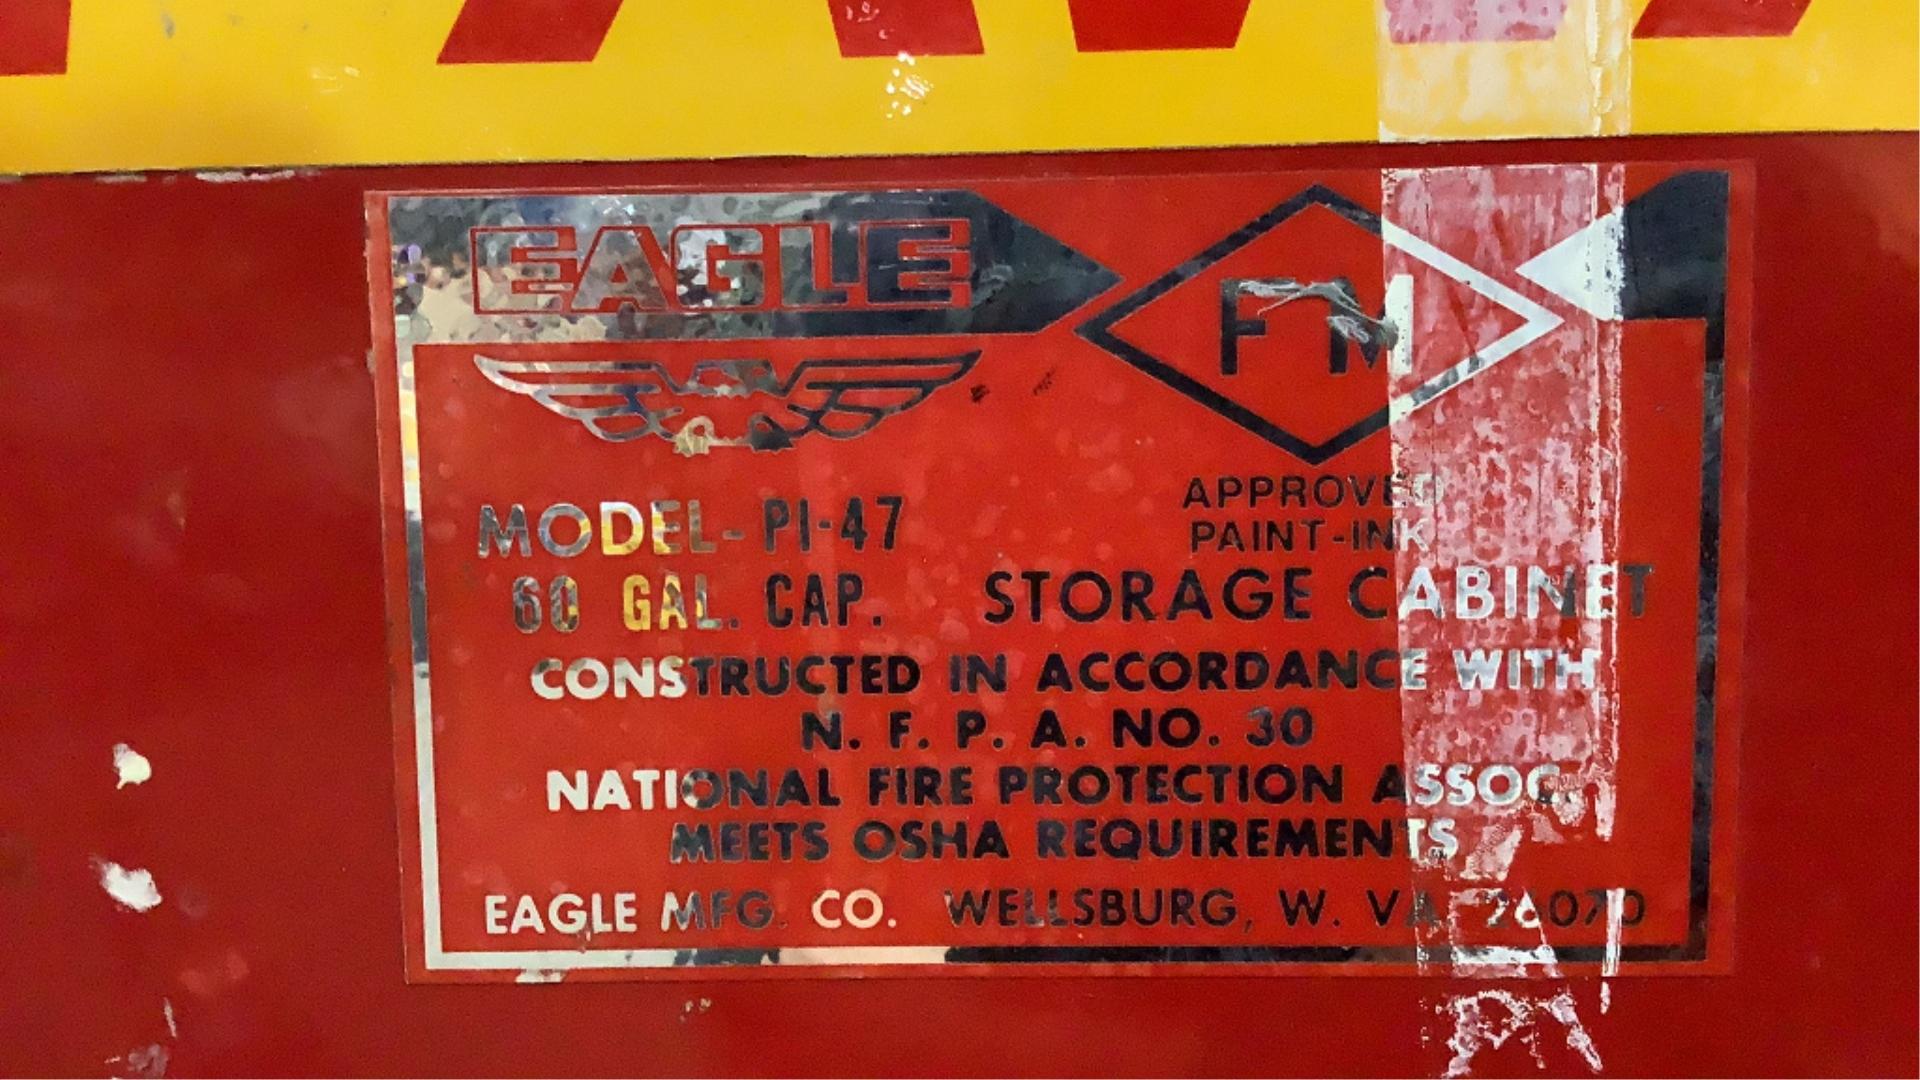 EAGLE
FM
APPROVED
PAINT-INK
MODEL- PI-47
60 GAL. CAP. STORAGE CABINET
CONSTRUCTED IN ACCORDANCE WITH
N. F. P. A. NO. 30
NATIONAL FIRE PROTECTION ASSOC.
MEETS OSHA REQUIREMENTS
EAGLE MFG. CO. WELLSBURG, W. VA 26070